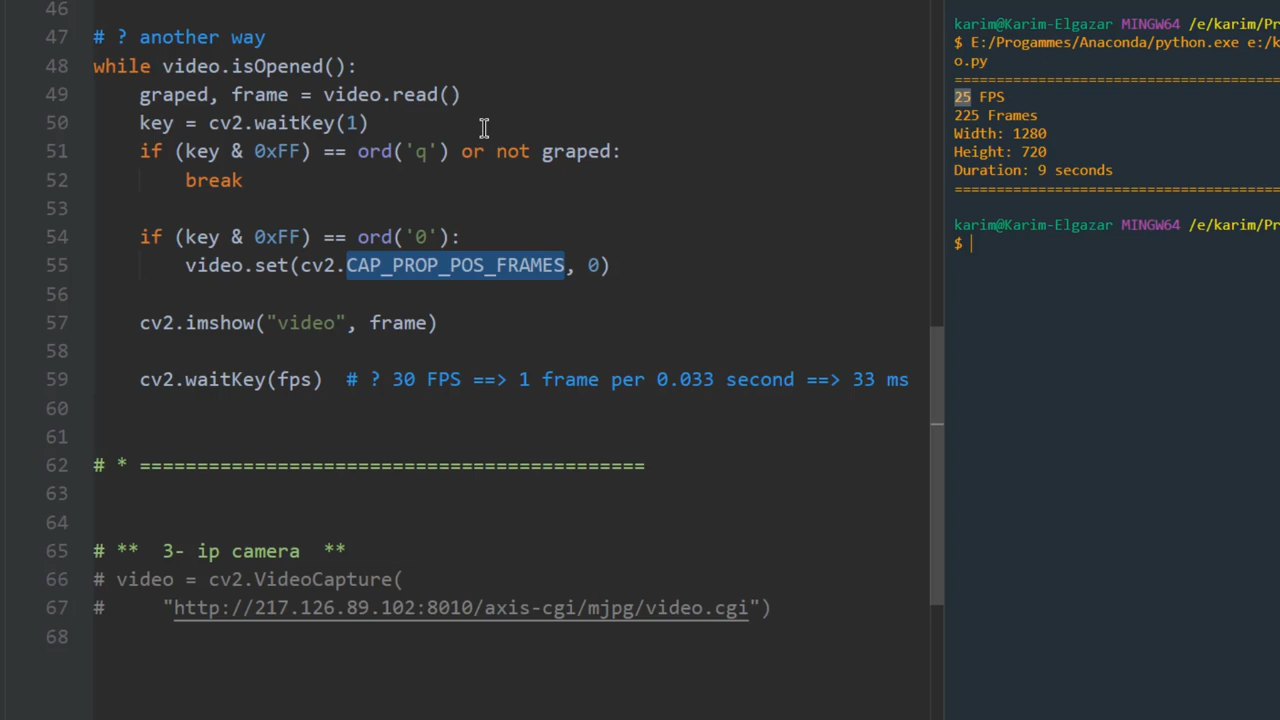 46
47 # ? another way
48 while video.isOpened():
49 graped, frame = video.read()
50 key = cv2.waitKey(1)
51 if (key & 0xFF) == ord('q') or not graped:
52 break
53
54 if (key & 0xFF) == ord('0'):
55 video.set(cv2.CAP_PROP_POS_FRAMES, 0)
56
57 cv2.imshow("video", frame)
58
59 cv2.waitKey(fps) # ? 30 FPS ==> 1 frame per 0.033 second ==> 33 ms
60
61
62 # * ============================================
63
64
65 # ** 3- ip camera **
66 # video = cv2.VideoCapture(
67 # "http://217.126.89.102:8010/axis-cgi/mjpg/video.cgi")
68
karim@Karim-Elgazar MINGW64 /e/karim/Pr
$ E:/Progammes/Anaconda/python.exe e:/k
o.py
=======================================
25 FPS
225 Frames
Width: 1280
Height: 720
Duration: 9 seconds
=======================================
karim@Karim-Elgazar MINGW64 /e/karim/Pr
$